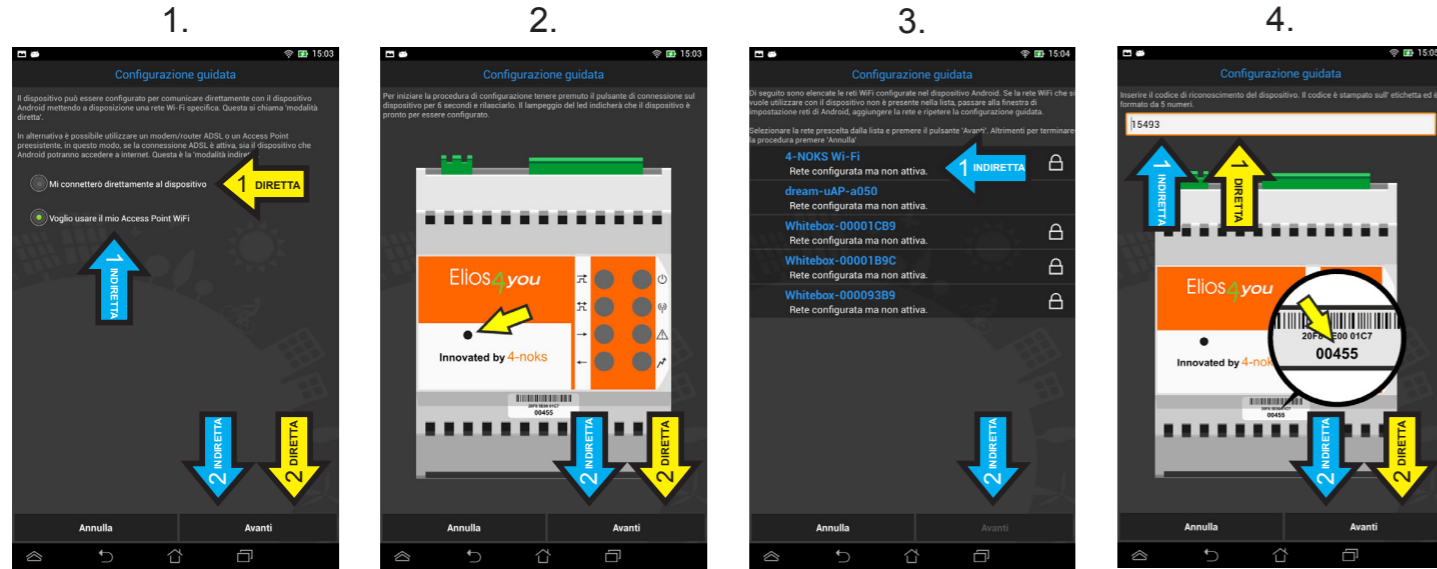 1.
15:03
Configurazione guidata
Il dispositivo può essere configurato per comunicare direttamente con il dispositivo
Android mettendo a disposizione una rete Wi-Fi specifica. Questa si chiama 'modalità
diretta'.
In alternativa è possibile utilizzare un modem/router ADSL o un Access Point
preesistente, in questo modo, se la connessione ADSL è attiva, sia il dispositivo che
Android potranno accedere a internet. Questa è la 'modalità indiretta'.
Mi connetterò direttamente al dispositivo
1 DIRETTA
Voglio usare il mio Access Point WiFi
1 INDIRETTA
2 INDIRETTA
2 DIRETTA
Annulla
Avanti
2.
15:03
Configurazione guidata
Per iniziare la procedura di configurazione tenere premuto il pulsante di connessione sul
dispositivo per 6 secondi e rilasciarlo. Il lampeggio del led indicherà che il dispositivo è
pronto per essere configurato.
Elios4you
Innovated by 4-noks
00455
2 INDIRETTA
2 DIRETTA
Annulla
Avanti
3.
15:04
Configurazione guidata
Di seguito sono elencate le reti WiFi configurate nel dispositivo Android. Se la rete WiFi che si
vuole utilizzare con il dispositivo non è presente nella lista, passare alla finestra di
impostazione reti di Android, aggiungere la rete e ripetere la configurazione guidata.
Selezionare la rete prescelta dalla lista e premere il pulsante 'Avanti'. Altrimenti per terminare
la procedura premere 'Annulla'
4-NOKS Wi-Fi
Rete configurata ma non attiva.
1 INDIRETTA
dream-uAP-a050
Rete configurata ma non attiva.
Whitebox-00001CB9
Rete configurata ma non attiva.
Whitebox-00001B9C
Rete configurata ma non attiva.
Whitebox-000093B9
Rete configurata ma non attiva.
2 INDIRETTA
Annulla
Avanti
4.
15:05
Configurazione guidata
Inserire il codice di riconoscimento del dispositivo. Il codice è stampato sull' etichetta ed è
formato da 5 numeri.
15493
1 INDIRETTA
1 DIRETTA
Elios4you
Innovated by 4-nok
E00 01C7
00455
00455
2 INDIRETTA
2 DIRETTA
Annulla
Avanti